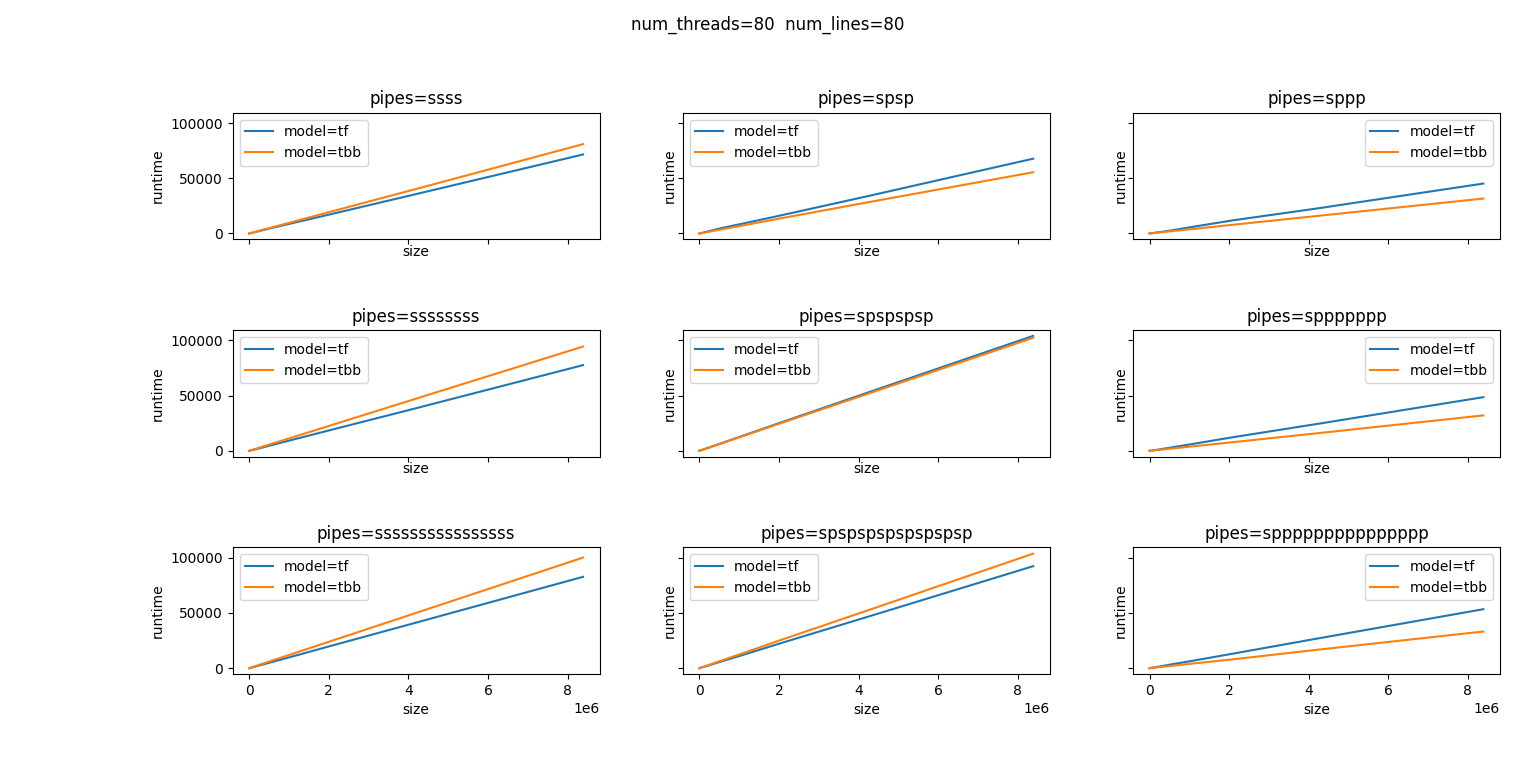 num_threads=80  num_lines=80
pipes=ssss
pipes=spsp
pipes=sppp
model=tf
model=tbb
model=tf
model=tbb
model=tf
model=tbb
100000
50000
0
runtime
runtime
runtime
size
size
size
pipes=ssssssss
pipes=spspspsp
pipes=sppppppp
model=tf
model=tbb
model=tf
model=tbb
model=tf
model=tbb
100000
50000
0
runtime
runtime
runtime
size
size
size
pipes=ssssssssssssssss
pipes=spspspspspspspsp
pipes=sppppppppppppppp
model=tf
model=tbb
model=tf
model=tbb
model=tf
model=tbb
100000
50000
0
runtime
runtime
runtime
0 2 4 6 8
0 2 4 6 8
0 2 4 6 8
size
1e6
size
1e6
size
1e6